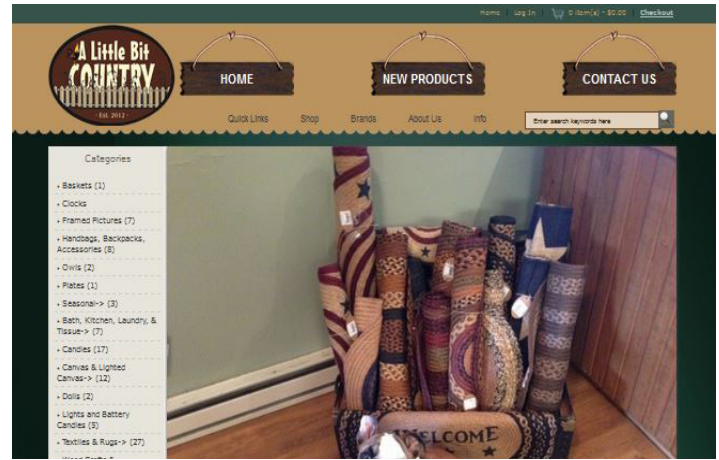 Home | Log In | 0 item(s) - $0.00 | Checkout
A Little Bit
COUNTRY
- Est. 2012 -
HOME
NEW PRODUCTS
CONTACT US
Quick Links
Shop
Brands
About Us
Info
Enter search keywords here
Categories
Baskets (1)
Clocks
Framed Pictures (7)
Handbags, Backpacks,
Accessories (8)
Owls (2)
Plates (1)
Seasonal-> (3)
Bath, Kitchen, Laundry, &
Tissue-> (7)
Candles (17)
Canvas & Lighted
Canvas-> (12)
Dolls (2)
Lights and Battery
Candles (5)
Textiles & Rugs-> (27)
WELCOME